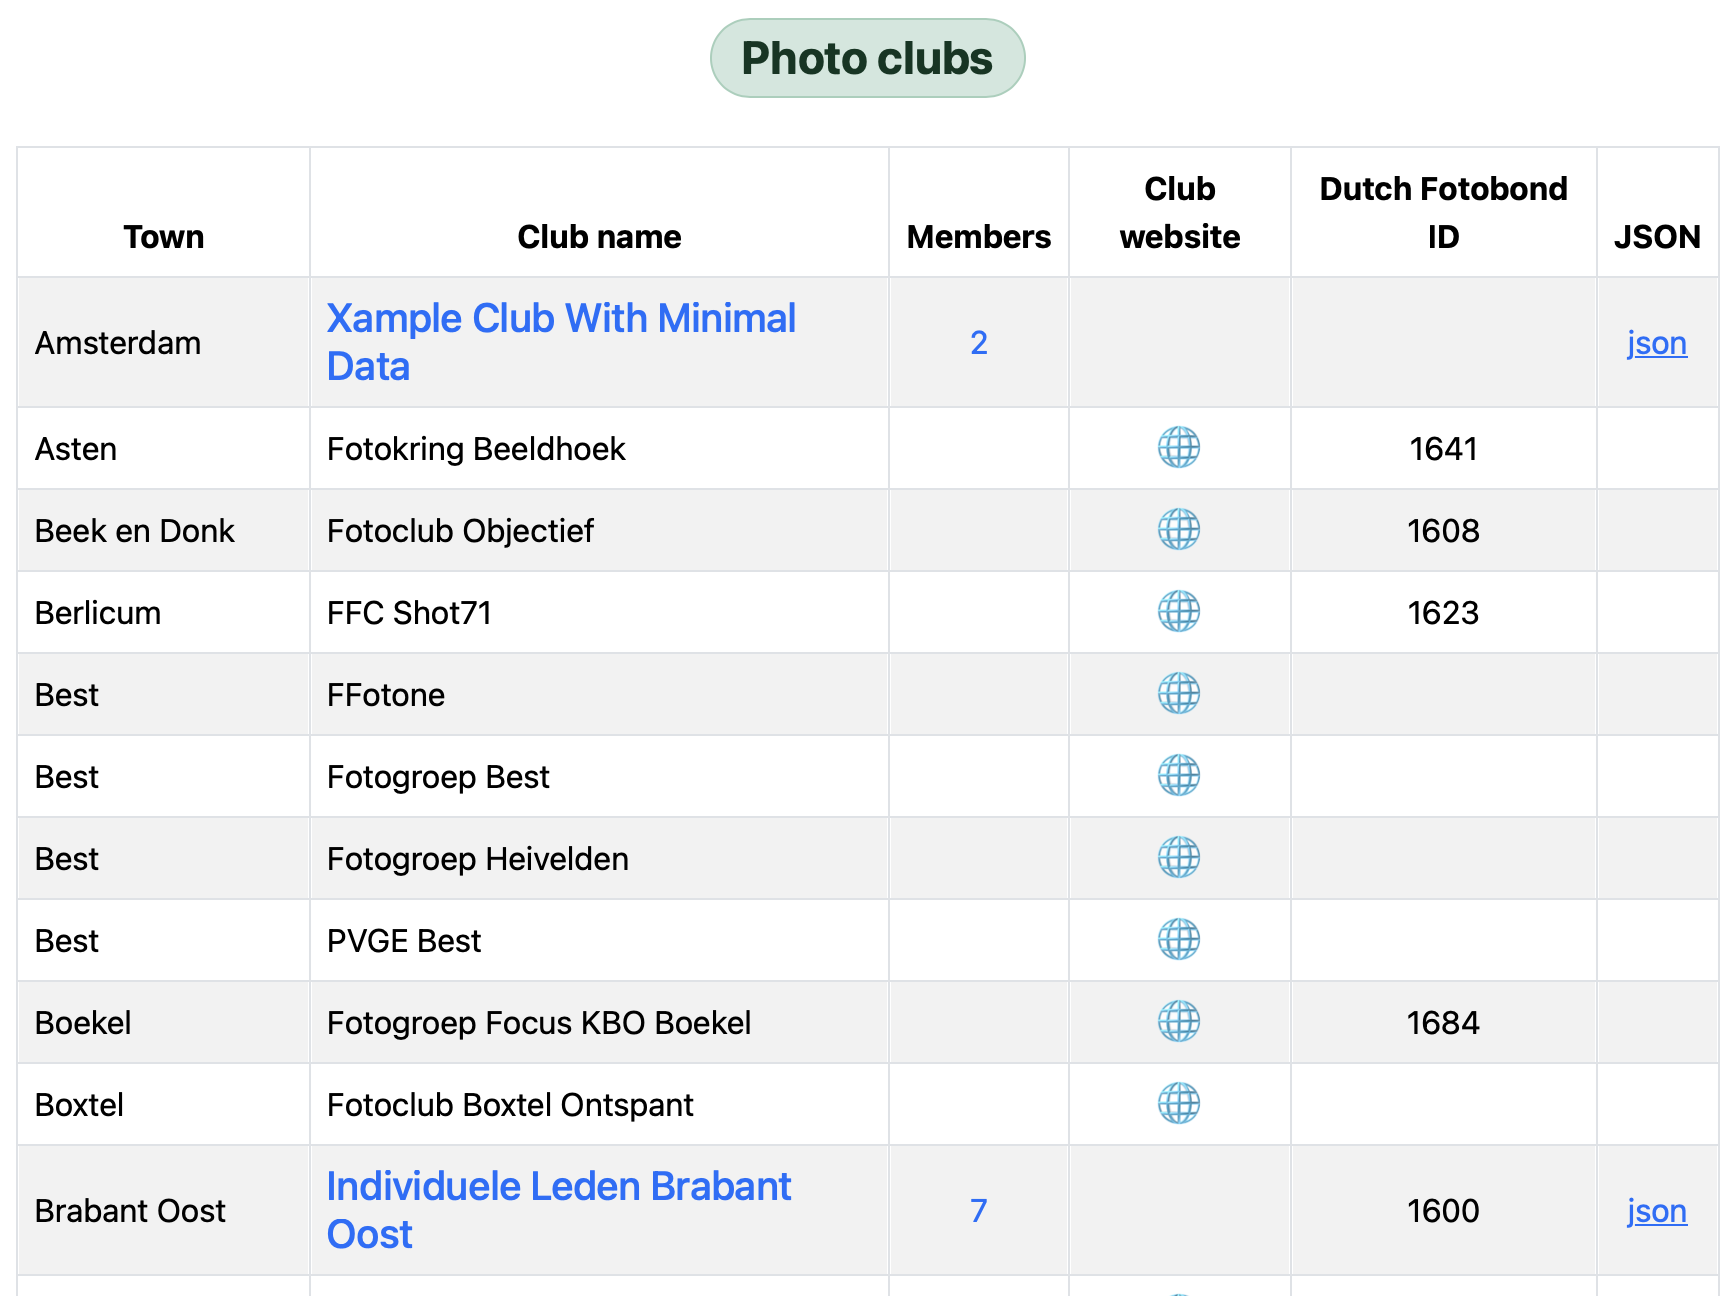 Photo clubs
Town Club name Members Club website Dutch Fotobond ID JSON
Amsterdam Xample Club With Minimal Data 2 json
Asten Fotokring Beeldhoek 1641
Beek en Donk Fotoclub Objectief 1608
Berlicum FFC Shot71 1623
Best FFotone
Best Fotogroep Best
Best Fotogroep Heivelden
Best PVGE Best
Boekel Fotogroep Focus KBO Boekel 1684
Boxtel Fotoclub Boxtel Ontspant
Brabant Oost Individuele Leden Brabant Oost 7 1600 json